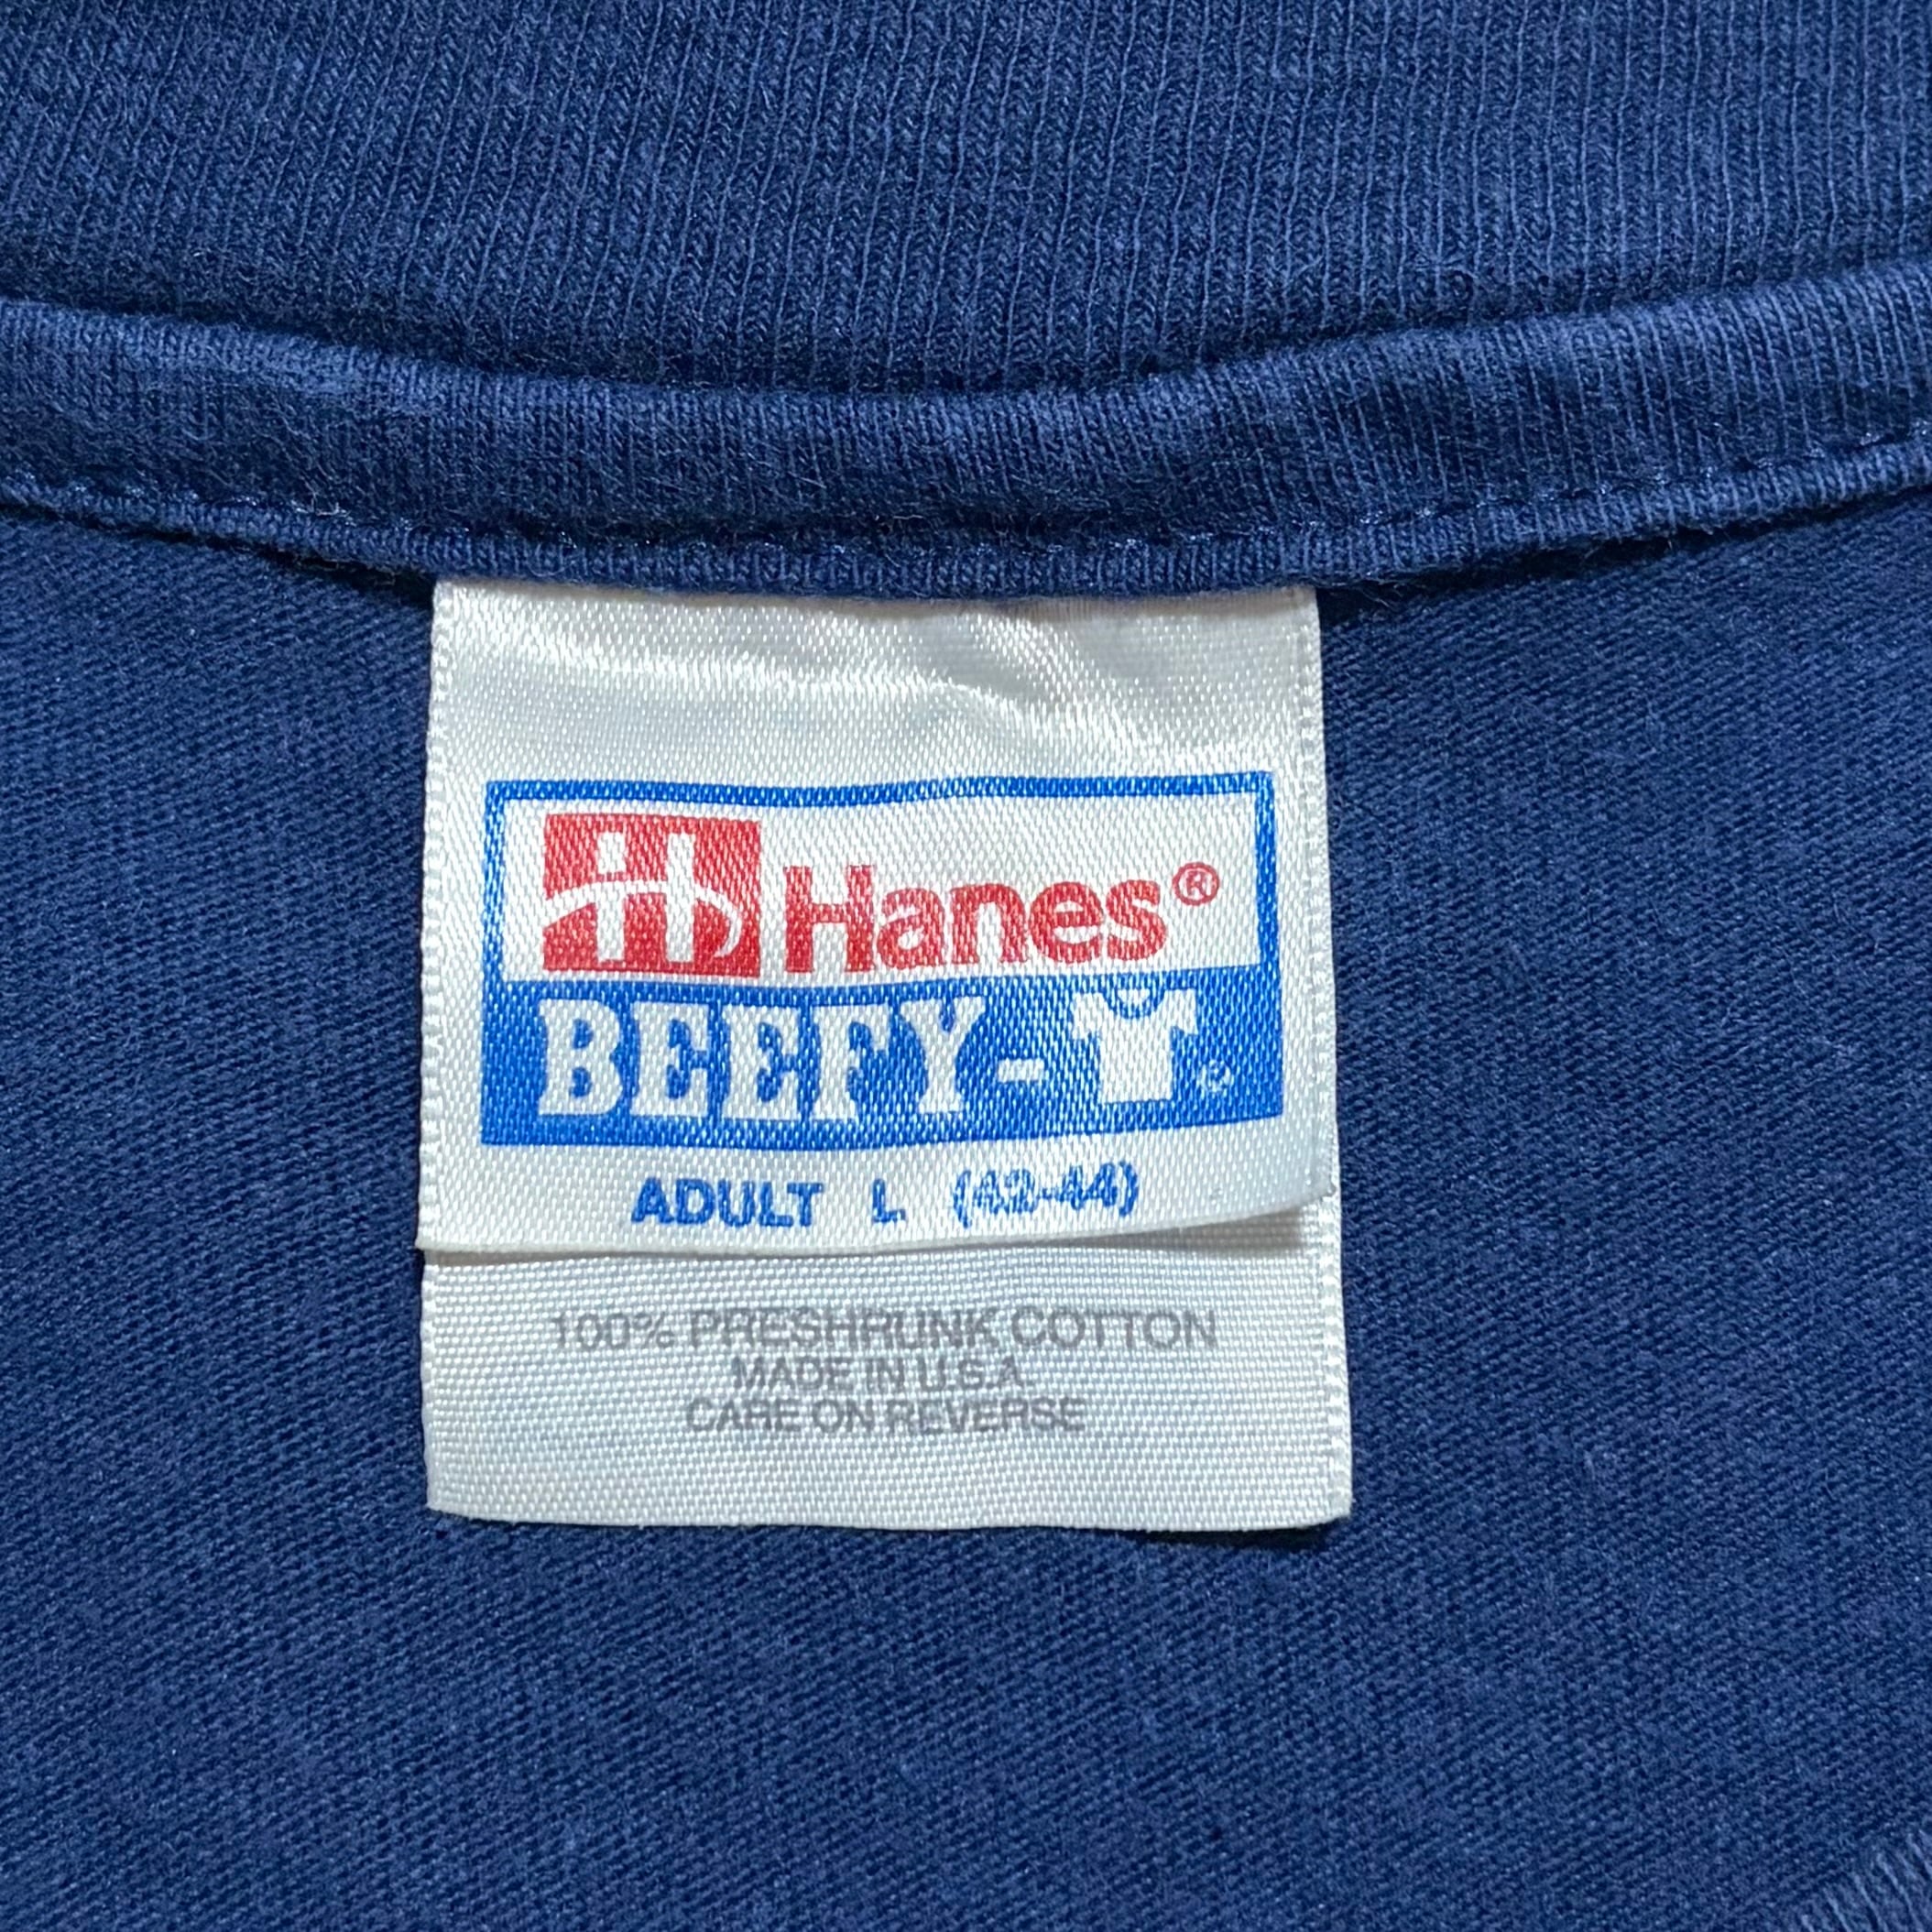 H Hanes®
BEEFY-T®
ADULT L (42-44)
100% PRESHRUNK COTTON
MADE IN U.S.A.
CARE ON REVERSE